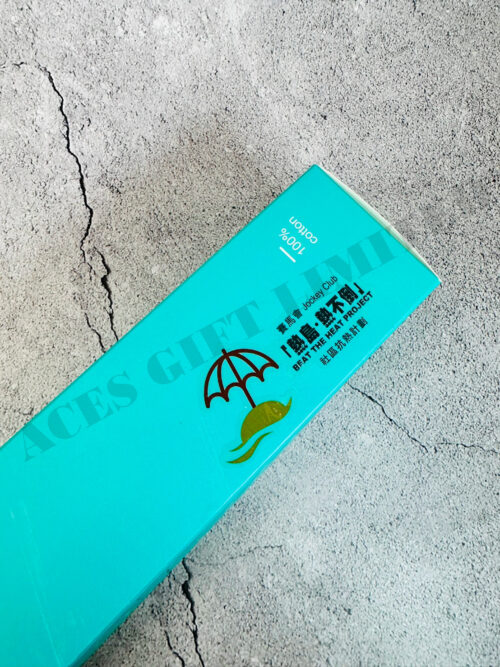 100%
cotton
賽馬會 Jockey Club
「熱島·熱不倒」
BEAT THE HEAT PROJECT
社區抗熱計劃
ACES GIFT LIMI